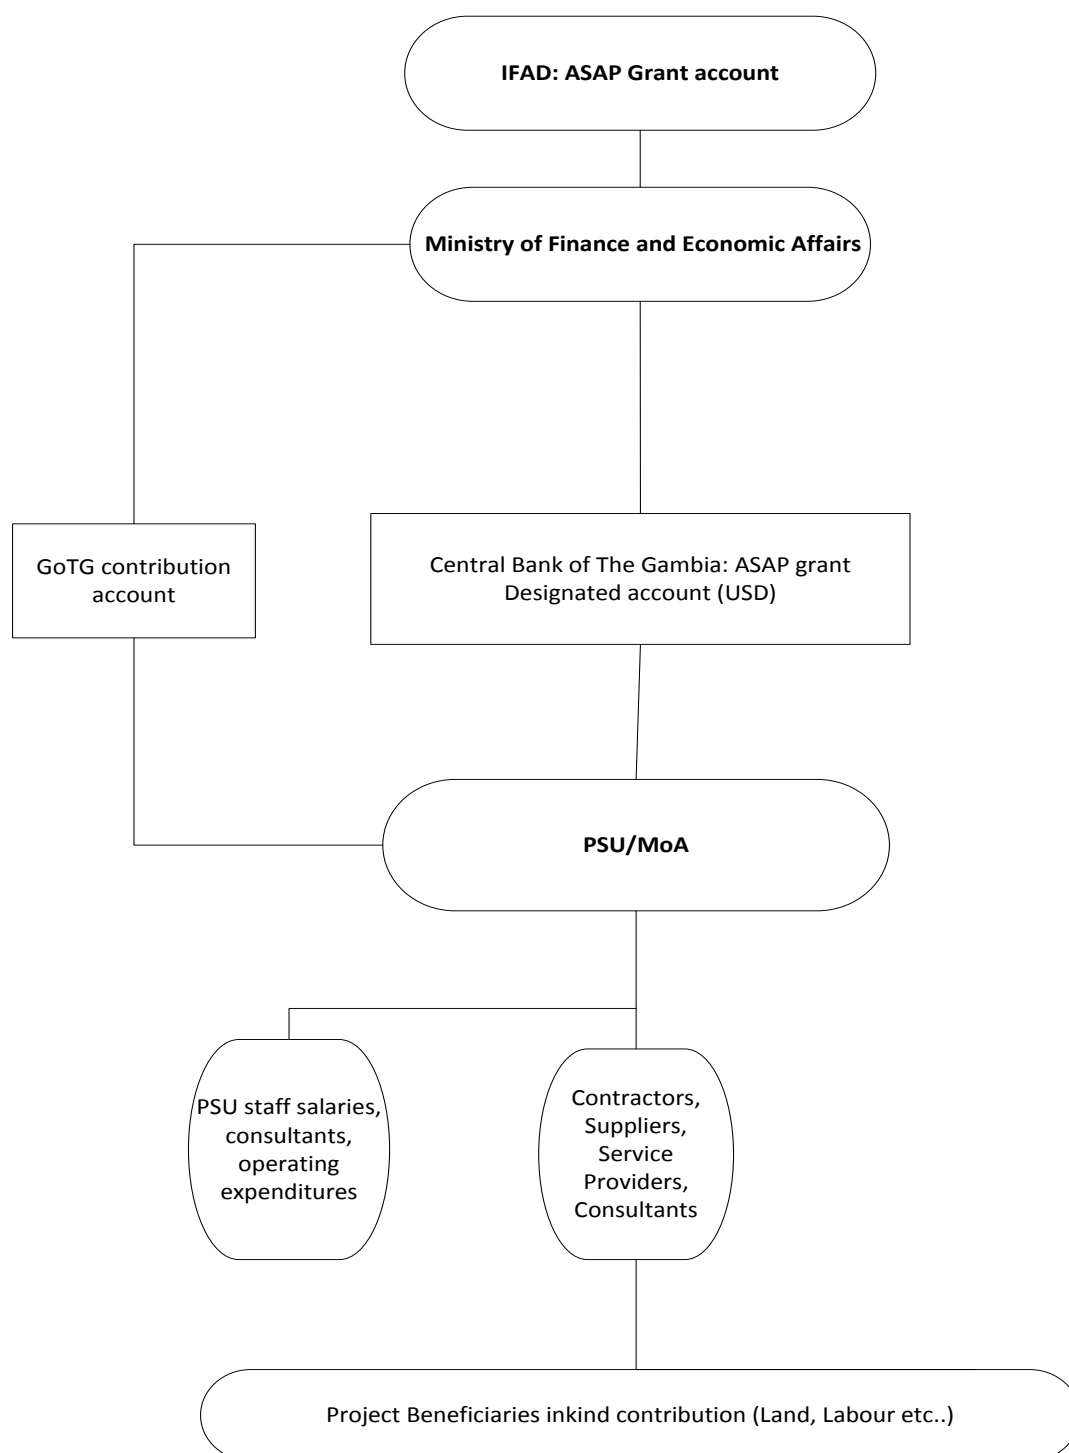 IFAD: ASAP Grant account
Ministry of Finance and Economic Affairs
GoTG contribution
account
Central Bank of The Gambia: ASAP grant
Designated account (USD)
PSU/MoA
PSU staff salaries,
consultants,
operating
expenditures
Contractors,
Suppliers,
Service
Providers,
Consultants
Project Beneficiaries inkind contribution (Land, Labour etc..)